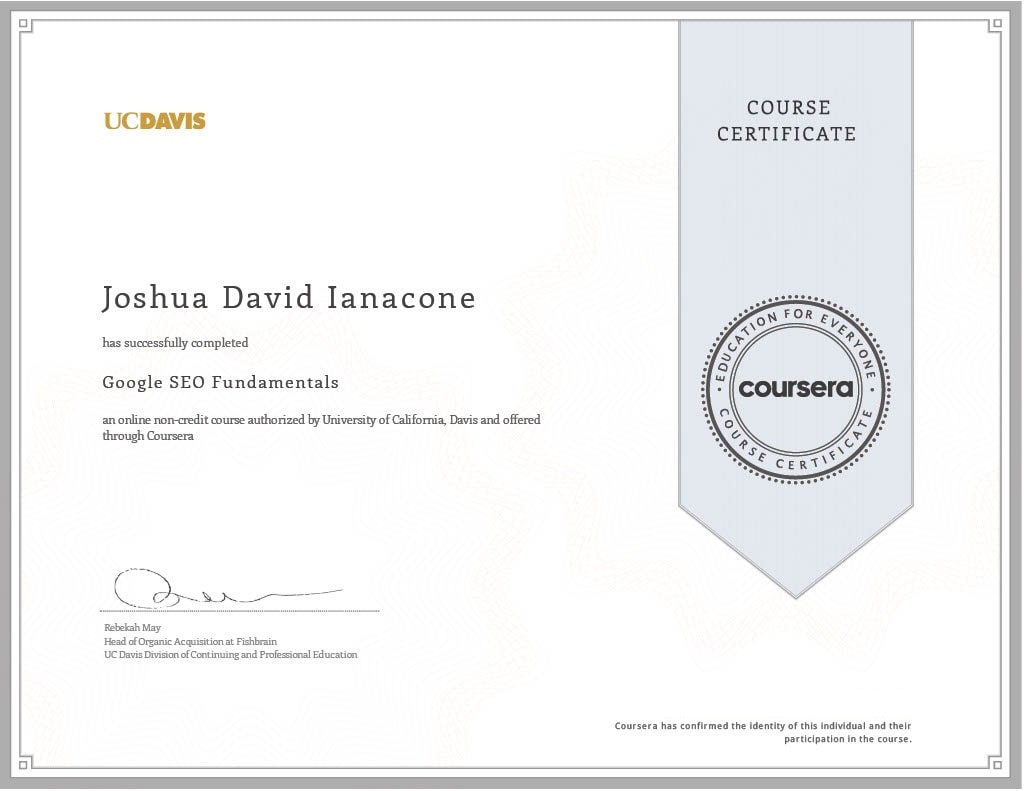 UCDAVIS
COURSE
CERTIFICATE
Joshua David Ianacone
has successfully completed
Google SEO Fundamentals
an online non-credit course authorized by University of California, Davis and offered
through Coursera
EDUCATION FOR EVERYONE
coursera
COURSE CERTIFICATE
Rebekah May
Head of Organic Acquisition at Fishbrain
UC Davis Division of Continuing and Professional Education
Coursera has confirmed the identity of this individual and their
participation in the course.